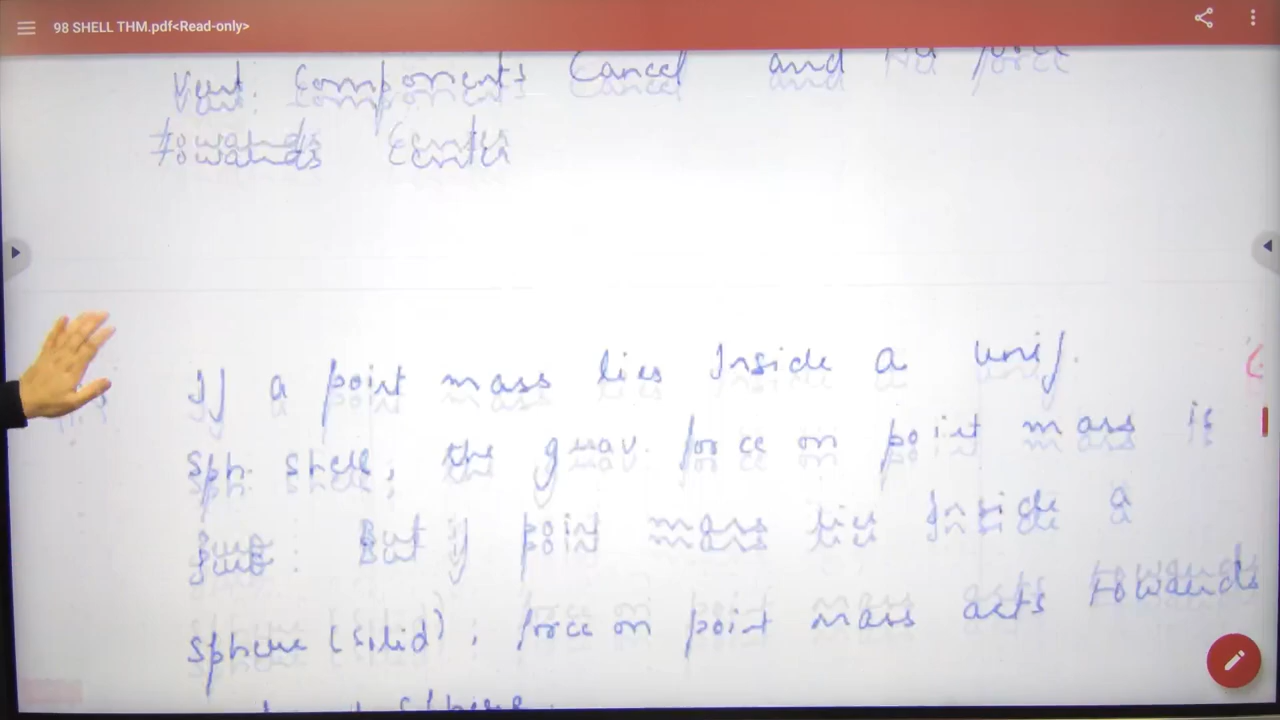 98 SHELL THM.pdf<Read-only>
Vert. Components Cancel and force
towards Center
If a point mass lies Inside a unif.
Sph. shell, the grav. force on point mass is
But if point mass lies Inside a
sphere (solid), force on point mass acts towards